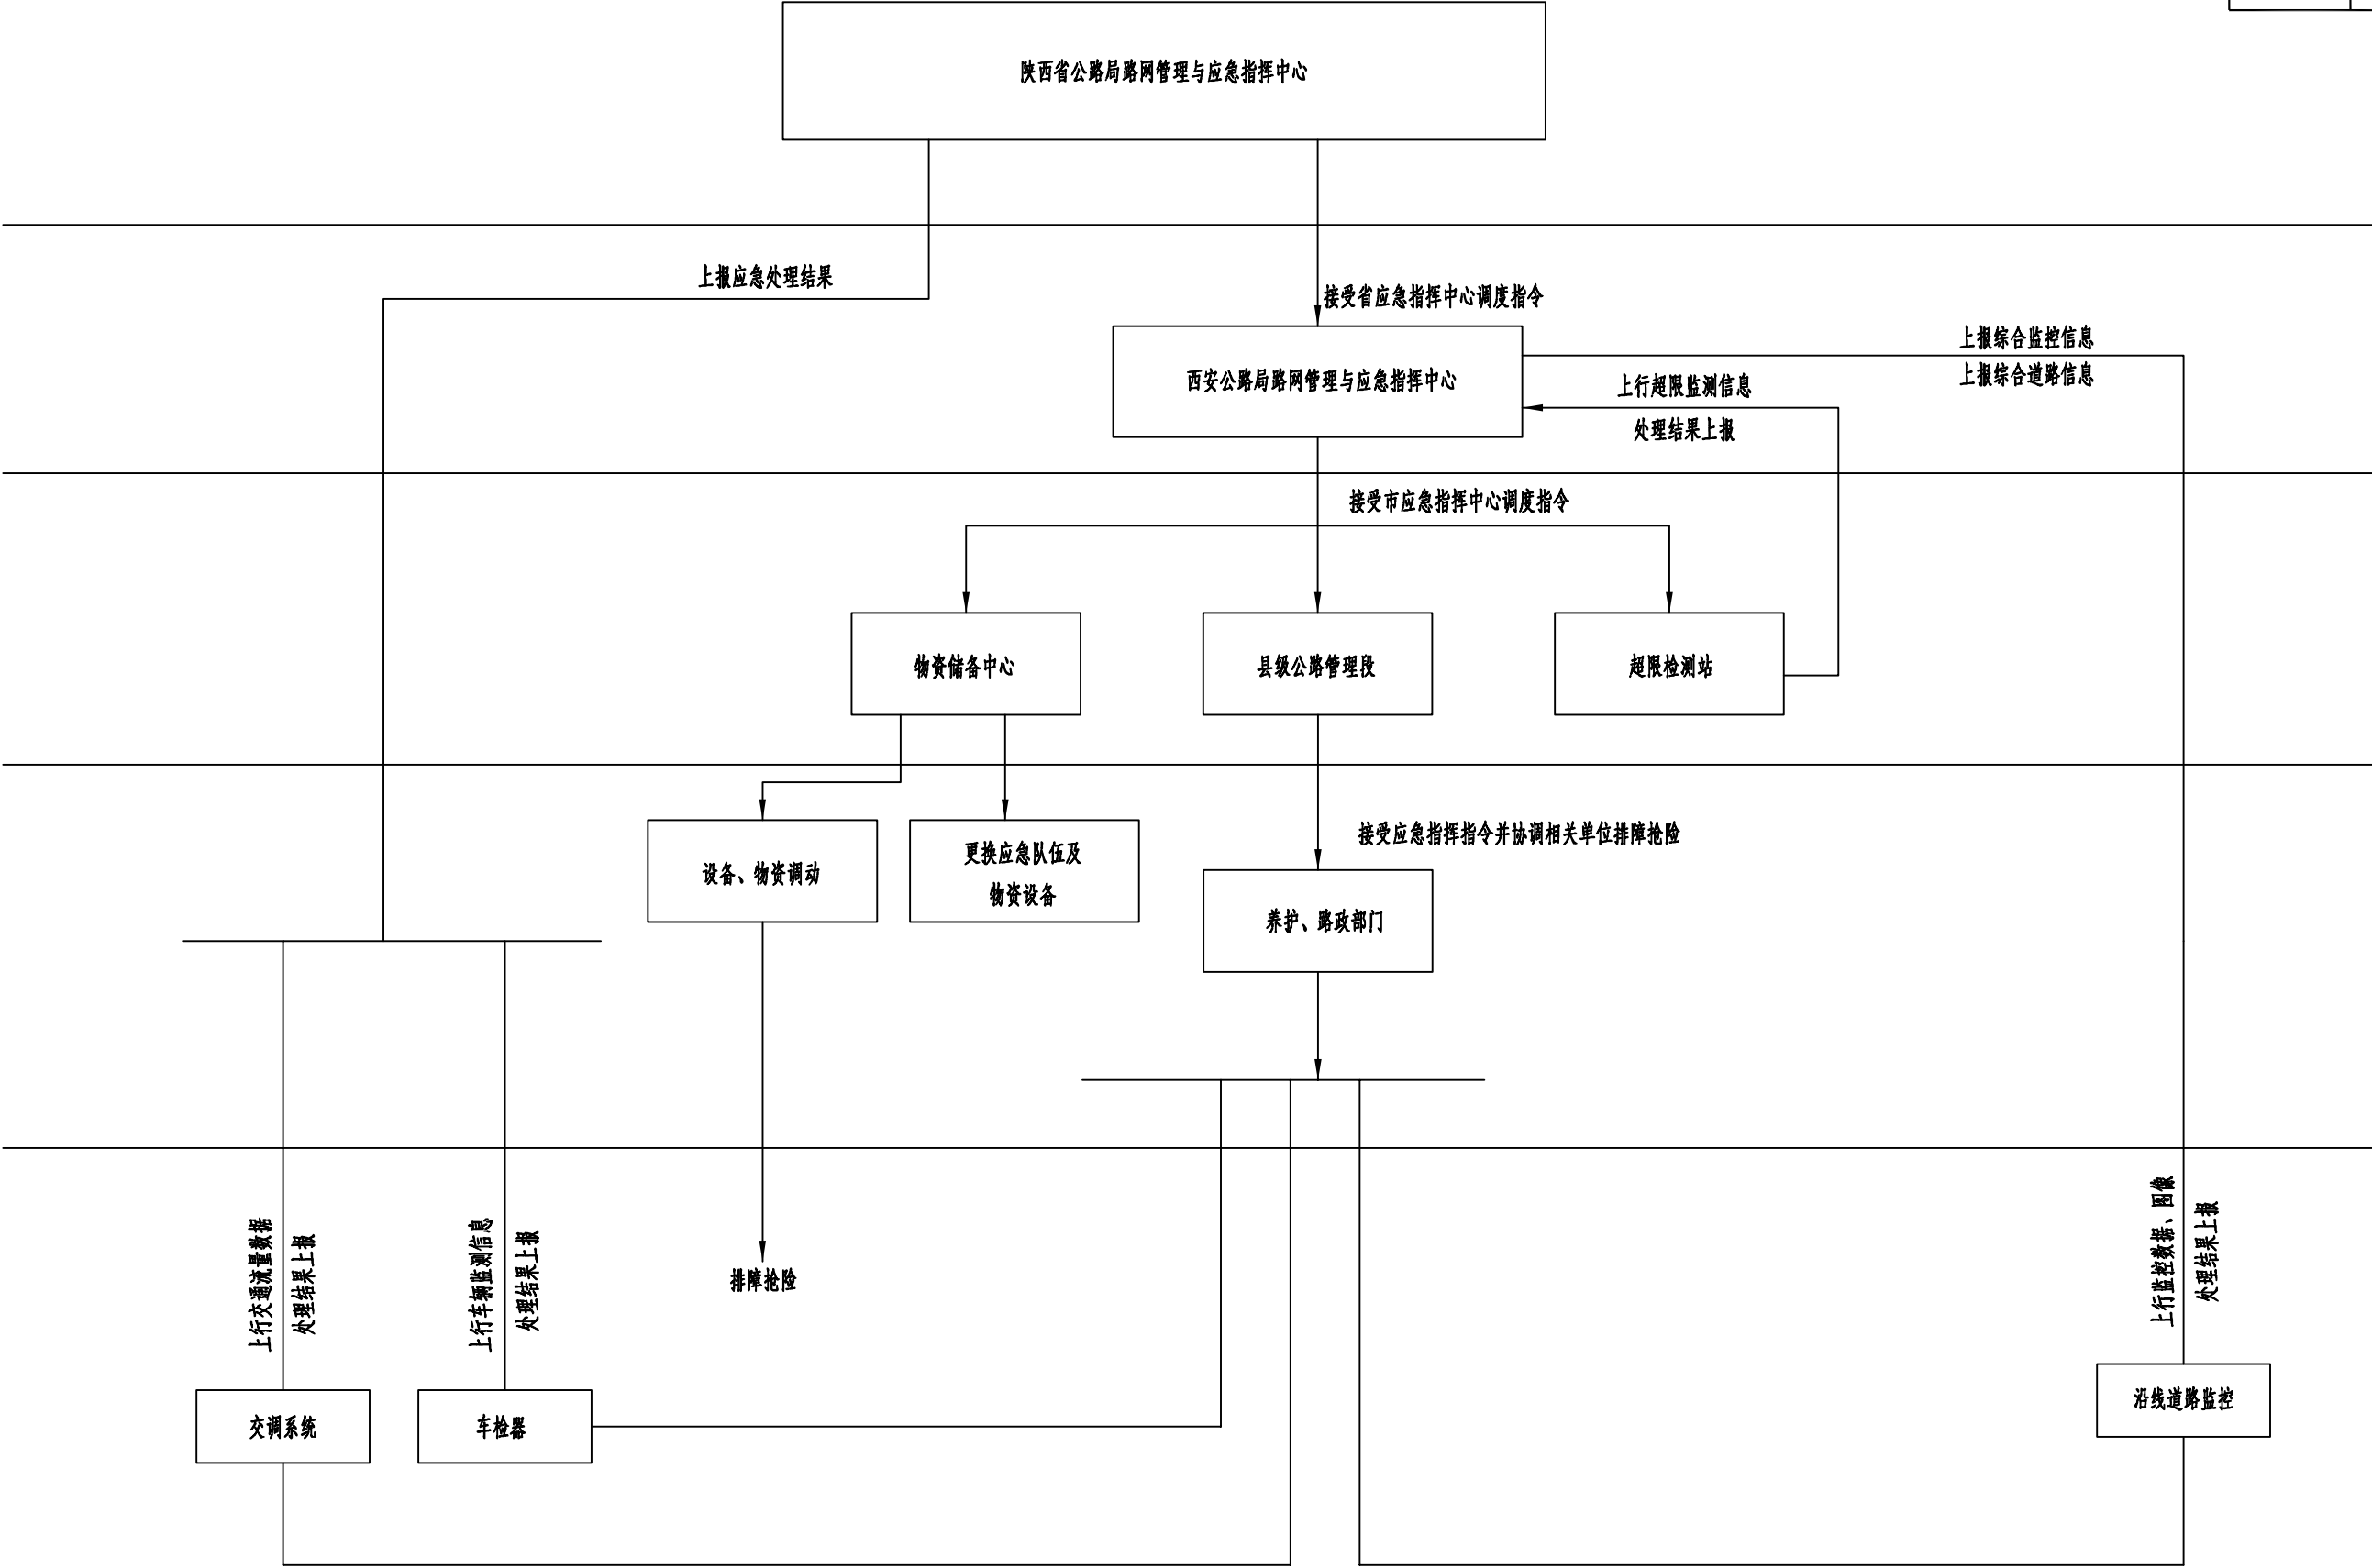 陕西省公路局路网管理与应急指挥中心
上报应急处理结果
接受省应急指挥中心调度指令
西安公路局路网管理与应急指挥中心
上报综合监控信息
上报综合道路信息
上行超限监测信息
处理结果上报
接受市应急指挥中心调度指令
物资储备中心
县级公路管理段
超限检测站
设备、物资调动
更换应急队伍及
物资设备
接受应急指挥指令并协调相关单位排障抢险
养护、路政部门
上行交通流量数据
处理结果上报
上行车辆监测信息
处理结果上报
排障抢险
上行监控数据、图像
处理结果上报
交调系统
车检器
沿线道路监控